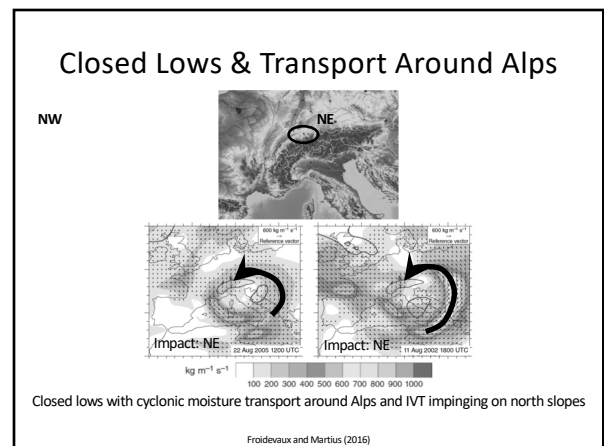 Closed Lows & Transport Around Alps
NW
NE
600 kg m⁻¹ s⁻¹
Reference vector
600 kg m⁻¹ s⁻¹
Reference vector
Impact: NE
22 Aug 2005 1200 UTC
Impact: NE
11 Aug 2002 1800 UTC
kg m⁻¹ s⁻¹
100 200 300 400 500 600 700 800 900 1000
Closed lows with cyclonic moisture transport around Alps and IVT impinging on north slopes
Froidevaux and Martius (2016)